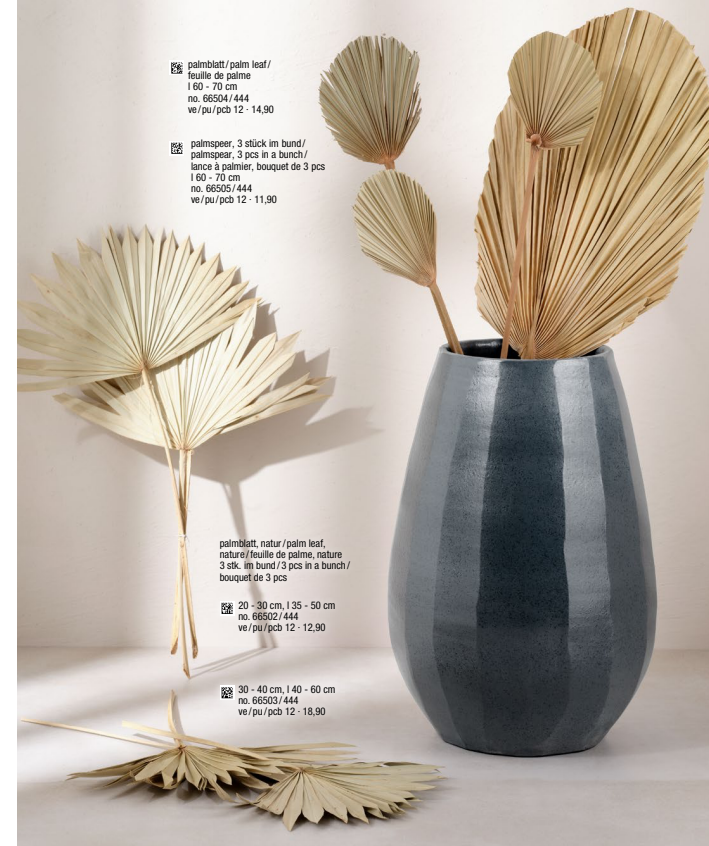 palmblatt/palm leaf/
feuille de palme
l 60 - 70 cm
no. 66504/444
ve/pu/pcb 12 · 14,90
palmspeer, 3 stück im bund/
palmspear, 3 pcs in a bunch/
lance à palmier, bouquet de 3 pcs
l 60 - 70 cm
no. 66505/444
ve/pu/pcb 12 · 11,90
palmblatt, natur/palm leaf,
nature/feuille de palme, nature
3 stk. im bund/3 pcs in a bunch/
bouquet de 3 pcs
20 - 30 cm, l 35 - 50 cm
no. 66502/444
ve/pu/pcb 12 · 12,90
30 - 40 cm, l 40 - 60 cm
no. 66503/444
ve/pu/pcb 12 · 18,90